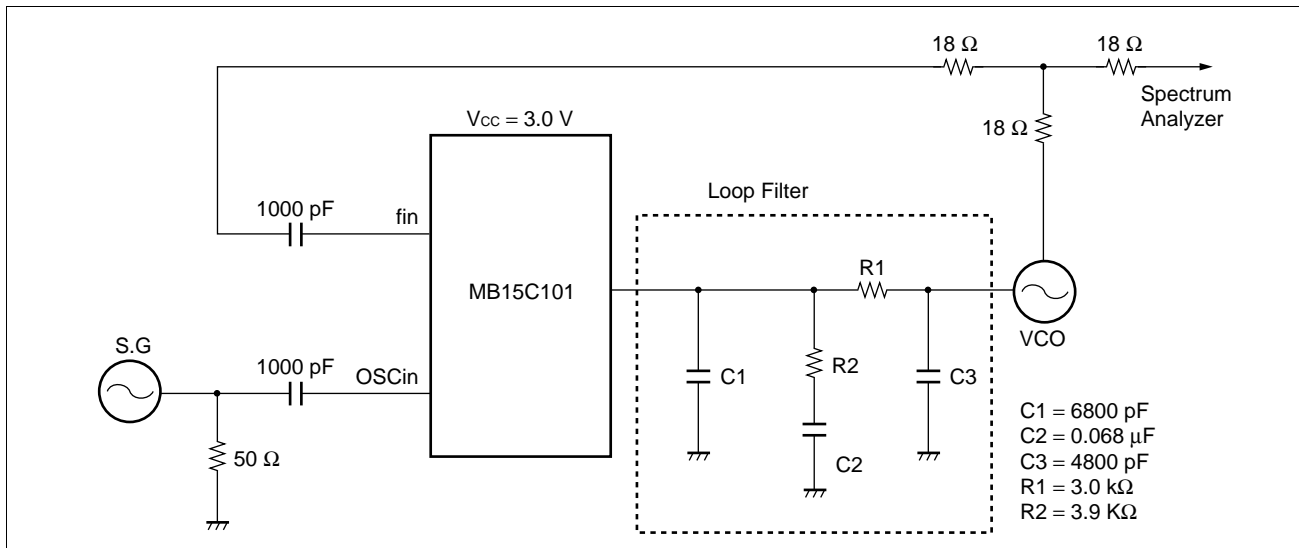 18 Ω
18 Ω
Spectrum
Analyzer
18 Ω
VCC = 3.0 V
Loop Filter
1000 pF
fin
R1
MB15C101
VCO
S.G
1000 pF
OSCin
R2
C1
C3
50 Ω
C2
C1 = 6800 pF
C2 = 0.068 µF
C3 = 4800 pF
R1 = 3.0 kΩ
R2 = 3.9 KΩ